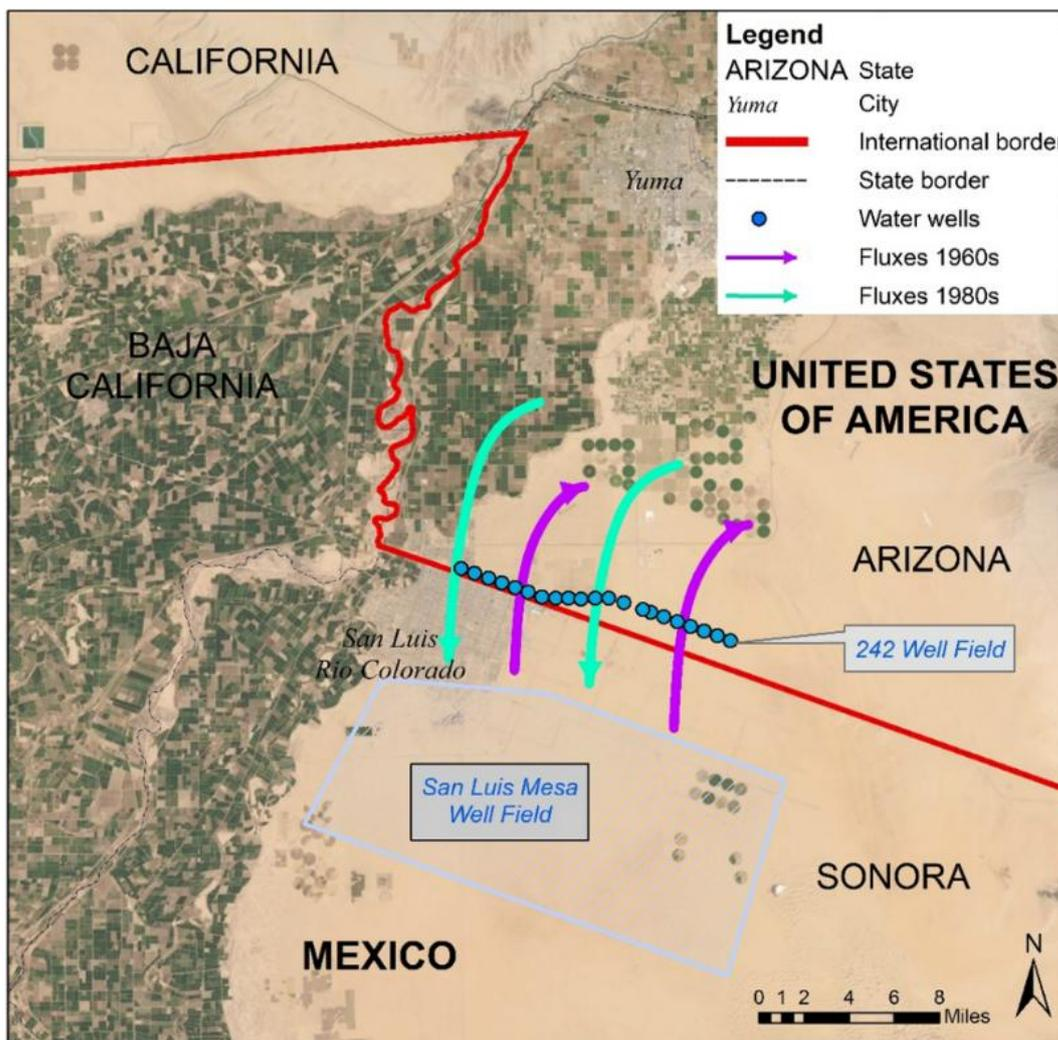 CALIFORNIA
Legend
ARIZONA State
Yuma City
International border
State border
Water wells
Fluxes 1960s
Fluxes 1980s
Yuma
BAJA
CALIFORNIA
UNITED STATES
OF AMERICA
ARIZONA
San Luis
Rio Colorado
242 Well Field
San Luis Mesa
Well Field
SONORA
MEXICO
N
0 1 2 4 6 8
Miles